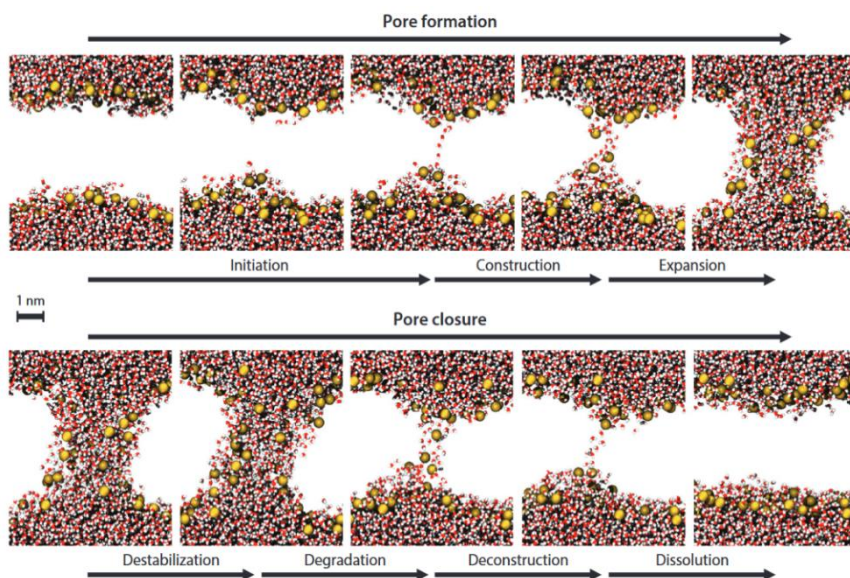 Pore formation
Initiation Construction Expansion
1 nm
Pore closure
Destabilization Degradation Deconstruction Dissolution